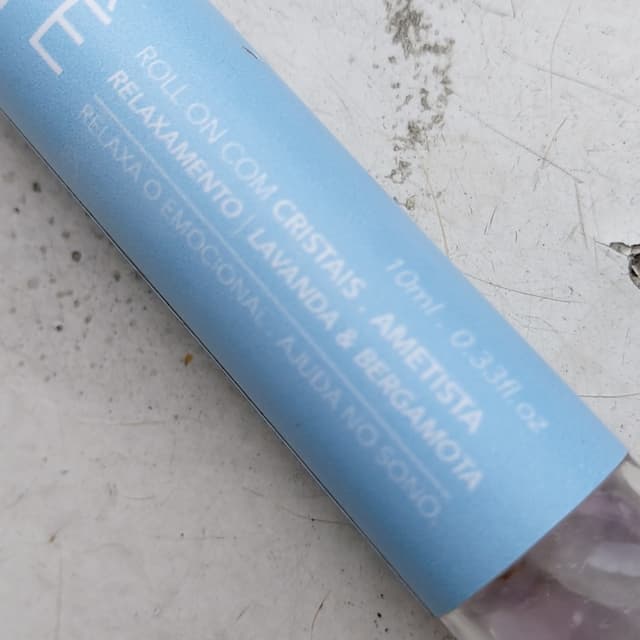 ROLL ON COM CRISTAIS . AMETISTA
RELAXAMENTO | LAVANDA & BERGAMOTA
RELAXA O EMOCIONAL . AJUDA NO SONO.
10ml . 0.33fl.oz